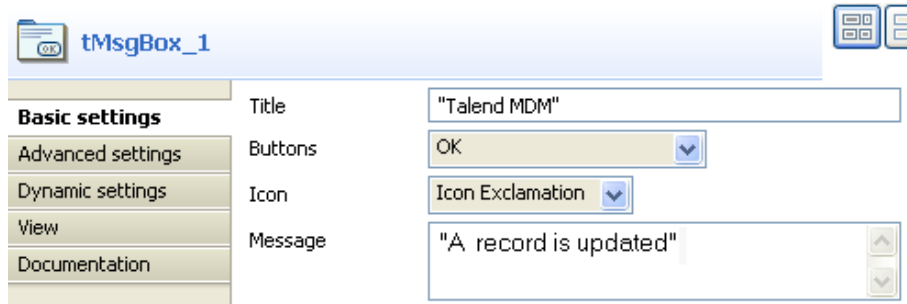 OK
tMsgBox_1
Basic settings
Advanced settings
Dynamic settings
View
Documentation
Title "Talend MDM"
Buttons OK
Icon Icon Exclamation
Message "A record is updated"